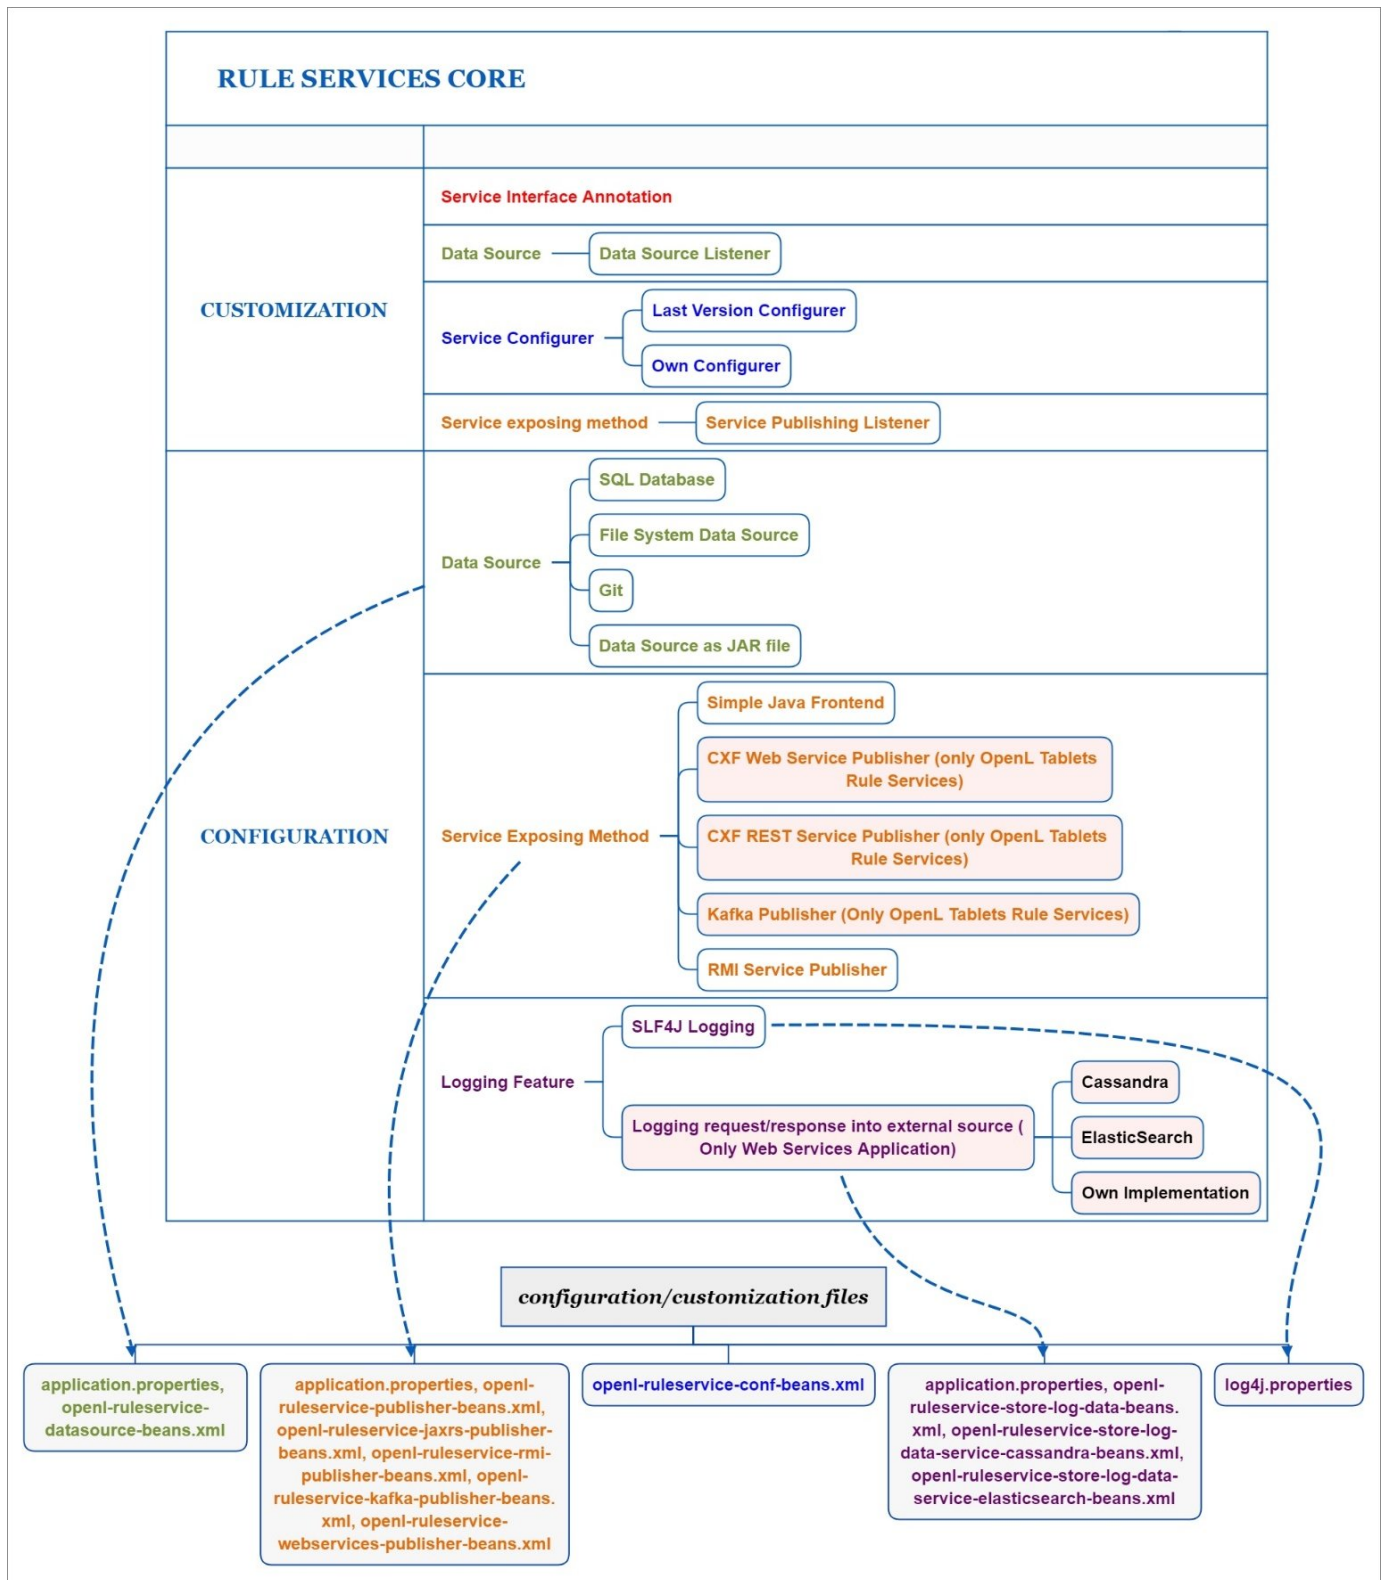 RULE SERVICES CORE
CUSTOMIZATION
Service Interface Annotation
Data Source
Data Source Listener
Service Configurer
Last Version Configurer
Own Configurer
Service exposing method
Service Publishing Listener
CONFIGURATION
Data Source
SQL Database
File System Data Source
Git
Data Source as JAR file
Service Exposing Method
Simple Java Frontend
CXF Web Service Publisher (only OpenL Tablets
Rule Services)
CXF REST Service Publisher (only OpenL Tablets
Rule Services)
Kafka Publisher (Only OpenL Tablets Rule Services)
RMI Service Publisher
Logging Feature
SLF4J Logging
Logging request/response into external source (
Only Web Services Application)
Cassandra
ElasticSearch
Own Implementation
configuration/customization files
application.properties,
openl-ruleservice-
datasource-beans.xml
application.properties, openl-
ruleservice-publisher-beans.xml,
openl-ruleservice-jaxrs-publisher-
beans.xml, openl-ruleservice-rmi-
publisher-beans.xml, openl-
ruleservice-kafka-publisher-beans.
xml, openl-ruleservice-
webservices-publisher-beans.xml
openl-ruleservice-conf-beans.xml
application.properties, openl-
ruleservice-store-log-data-beans.
xml, openl-ruleservice-store-log-
data-service-cassandra-beans.xml,
openl-ruleservice-store-log-data-
service-elasticsearch-beans.xml
log4j.properties